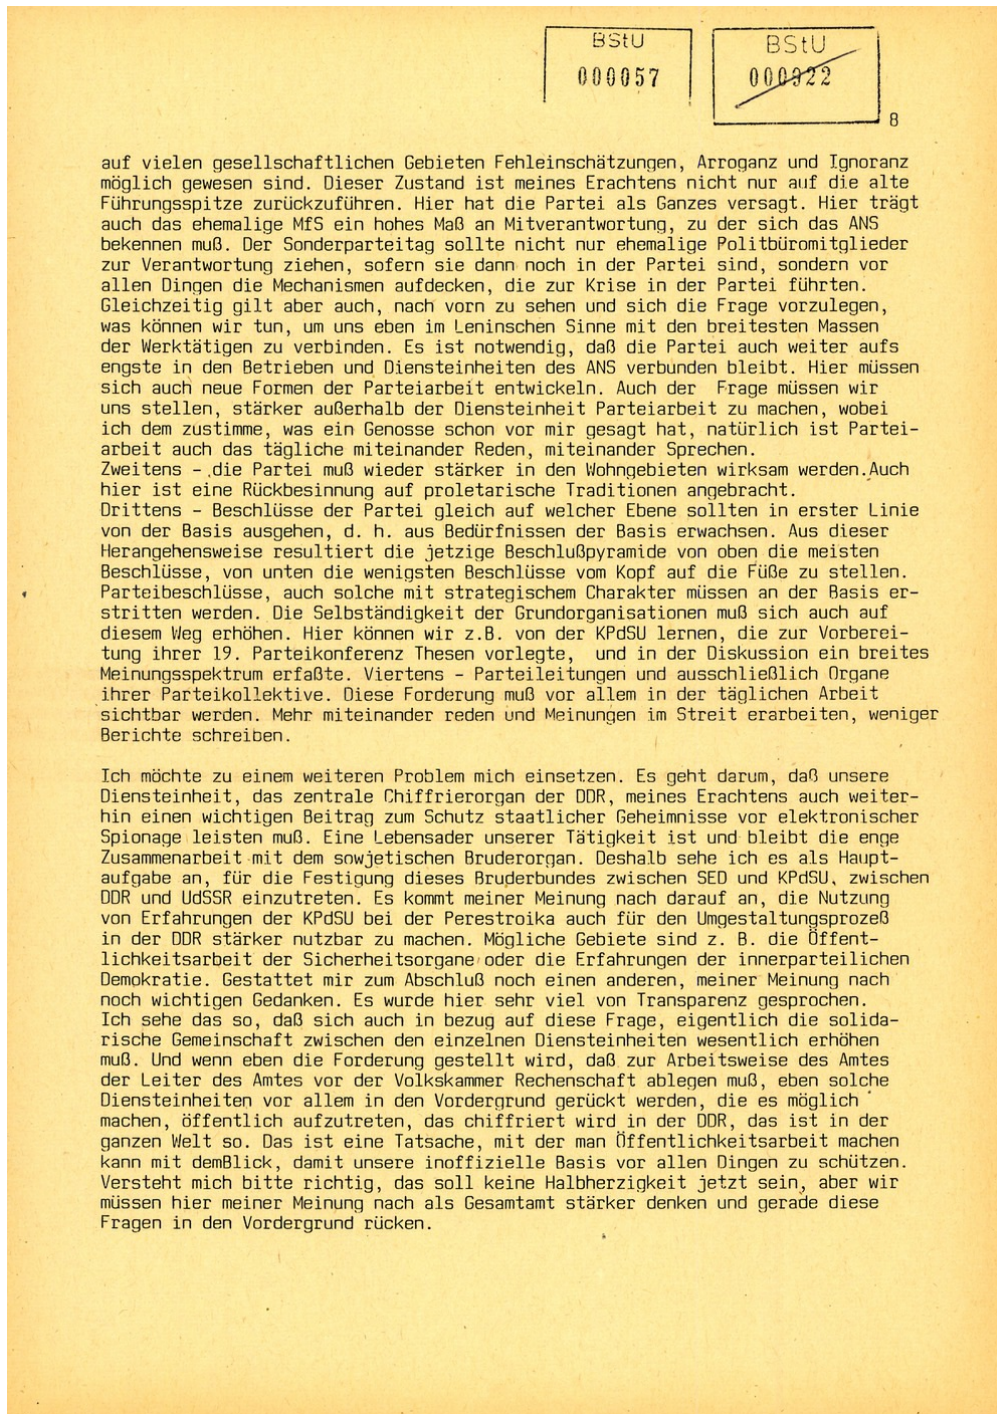 BStU
000057
BStU
000022
8
auf vielen gesellschaftlichen Gebieten Fehleinschätzungen, Arroganz und Ignoranz
möglich gewesen sind. Dieser Zustand ist meines Erachtens nicht nur auf die alte
Führungsspitze zurückzuführen. Hier hat die Partei als Ganzes versagt. Hier trägt
auch das ehemalige MfS ein hohes Maß an Mitverantwortung, zu der sich das ANS
bekennen muß. Der Sonderparteitag sollte nicht nur ehemalige Politbüromitglieder
zur Verantwortung ziehen, sofern sie dann noch in der Partei sind, sondern vor
allen Dingen die Mechanismen aufdecken, die zur Krise in der Partei führten.
Gleichzeitig gilt aber auch, nach vorn zu sehen und sich die Frage vorzulegen,
was können wir tun, um uns eben im Leninschen Sinne mit den breitesten Massen
der Werktätigen zu verbinden. Es ist notwendig, daß die Partei auch weiter aufs
engste in den Betrieben und Diensteinheiten des ANS verbunden bleibt. Hier müssen
sich auch neue Formen der Parteiarbeit entwickeln. Auch der Frage müssen wir
uns stellen, stärker außerhalb der Diensteinheit Parteiarbeit zu machen, wobei
ich dem zustimme, was ein Genosse schon vor mir gesagt hat, natürlich ist Partei-
arbeit auch das tägliche miteinander Reden, miteinander Sprechen.
Zweitens - die Partei muß wieder stärker in den Wohngebieten wirksam werden.Auch
hier ist eine Rückbesinnung auf proletarische Traditionen angebracht.
Drittens - Beschlüsse der Partei gleich auf welcher Ebene sollten in erster Linie
von der Basis ausgehen, d. h. aus Bedürfnissen der Basis erwachsen. Aus dieser
Herangehensweise resultiert die jetzige Beschlußpyramide von oben die meisten
Beschlüsse, von unten die wenigsten Beschlüsse vom Kopf auf die Füße zu stellen.
Parteibeschlüsse, auch solche mit strategischem Charakter müssen an der Basis er-
stritten werden. Die Selbständigkeit der Grundorganisationen muß sich auch auf
diesem Weg erhöhen. Hier können wir z.B. von der KPdSU lernen, die zur Vorberei-
tung ihrer 19. Parteikonferenz Thesen vorlegte, und in der Diskussion ein breites
Meinungsspektrum erfaßte. Viertens - Parteileitungen und ausschließlich Organe
ihrer Parteikollektive. Diese Forderung muß vor allem in der täglichen Arbeit
sichtbar werden. Mehr miteinander reden und Meinungen im Streit erarbeiten, weniger
Berichte schreiben.
Ich möchte zu einem weiteren Problem mich einsetzen. Es geht darum, daß unsere
Diensteinheit, das zentrale Chiffrierorgan der DDR, meines Erachtens auch weiter-
hin einen wichtigen Beitrag zum Schutz staatlicher Geheimnisse vor elektronischer
Spionage leisten muß. Eine Lebensader unserer Tätigkeit ist und bleibt die enge
Zusammenarbeit mit dem sowjetischen Bruderorgan. Deshalb sehe ich es als Haupt-
aufgabe an, für die Festigung dieses Bruderbundes zwischen SED und KPdSU, zwischen
DDR und UdSSR einzutreten. Es kommt meiner Meinung nach darauf an, die Nutzung
von Erfahrungen der KPdSU bei der Perestroika auch für den Umgestaltungsprozeß
in der DDR stärker nutzbar zu machen. Mögliche Gebiete sind z. B. die Öffent-
lichkeitsarbeit der Sicherheitsorgane oder die Erfahrungen der innerparteilichen
Demokratie. Gestattet mir zum Abschluß noch einen anderen, meiner Meinung nach
noch wichtigen Gedanken. Es wurde hier sehr viel von Transparenz gesprochen.
Ich sehe das so, daß sich auch in bezug auf diese Frage, eigentlich die solida-
rische Gemeinschaft zwischen den einzelnen Diensteinheiten wesentlich erhöhen
muß. Und wenn eben die Forderung gestellt wird, daß zur Arbeitsweise des Amtes
der Leiter des Amtes vor der Volkskammer Rechenschaft ablegen muß, eben solche
Diensteinheiten vor allem in den Vordergrund gerückt werden, die es möglich
machen, öffentlich aufzutreten, das chiffriert wird in der DDR, das ist in der
ganzen Welt so. Das ist eine Tatsache, mit der man Öffentlichkeitsarbeit machen
kann mit demBlick, damit unsere inoffizielle Basis vor allen Dingen zu schützen.
Versteht mich bitte richtig, das soll keine Halbherzigkeit jetzt sein, aber wir
müssen hier meiner Meinung nach als Gesamtamt stärker denken und gerade diese
Fragen in den Vordergrund rücken.